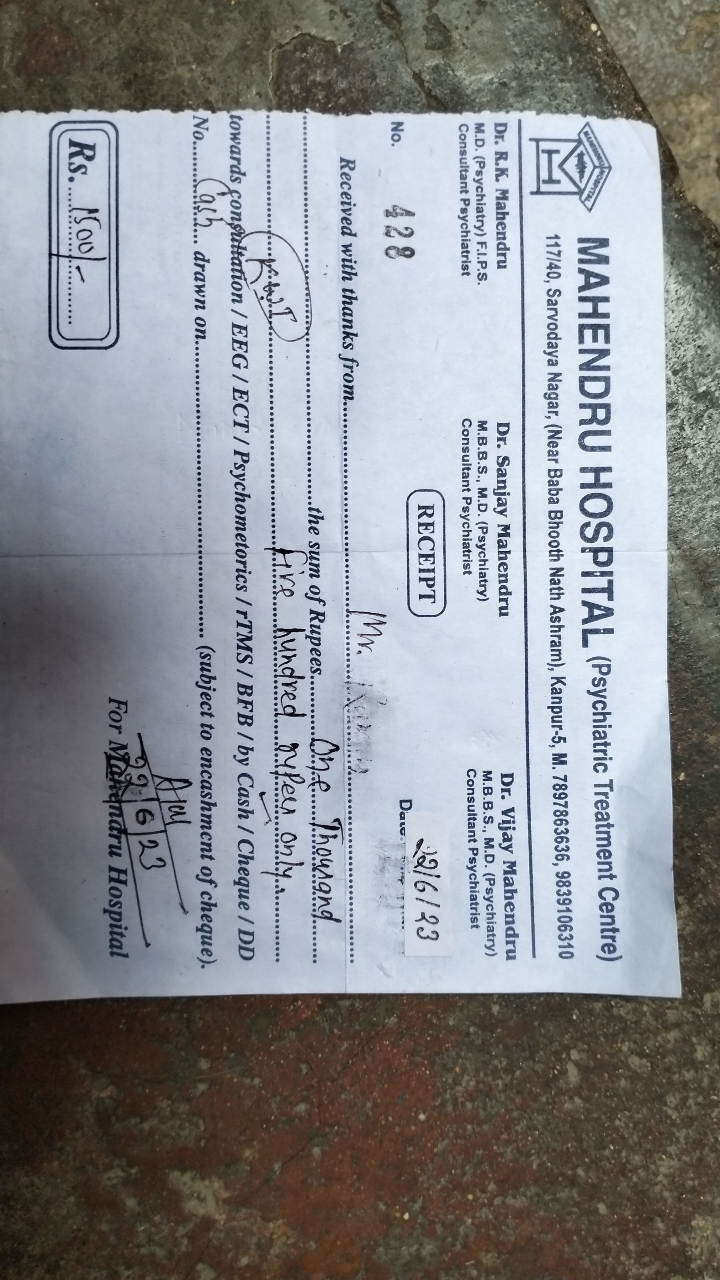 MAHENDRU HOSPITAL (Psychiatric Treatment Centre)
117/40, Sarvodaya Nagar, (Near Baba Bhooth Nath Ashram), Kanpur-5, M. 7897863636, 9839106310
Dr. R.K. Mahendru
M.D. (Psychiatry) F.I.P.S.
Consultant Psychiatrist
Dr. Sanjay Mahendru
M.B.B.S., M.D. (Psychiatry)
Consultant Psychiatrist
Dr. Vijay Mahendru
M.B.B.S., M.D. (Psychiatry)
Consultant Psychiatrist
No. 428
RECEIPT
Date 22/6/23
Received with thanks from Mr.
the sum of Rupees One Thousand
five hundred rupees only.
towards consultation / EEG / ECT / Psychometorics / rTMS / BFB / by Cash / Cheque / DD
No. Cash drawn on (subject to encashment of cheque).
22/6/23
For Mahendru Hospital
Rs. 1500/-